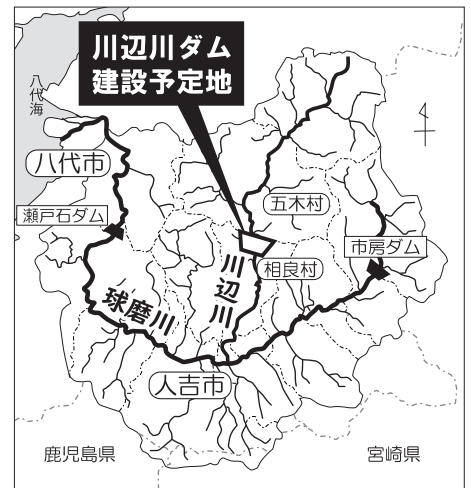 川辺川ダム
建設予定地
八代海
八代市
瀬戸石ダム
五木村
市房ダム
相良村
川辺川
球磨川
人吉市
鹿児島県
宮崎県